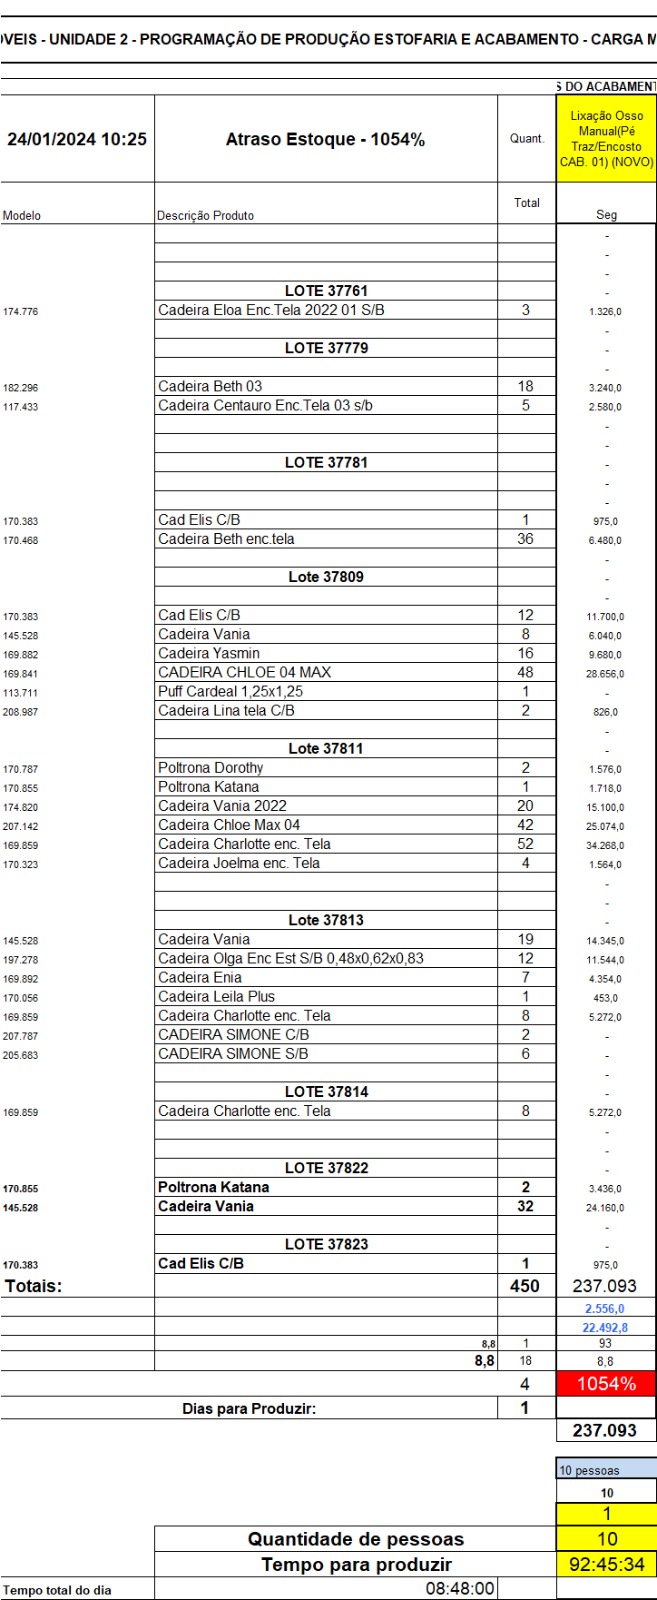 OVEIS - UNIDADE 2 - PROGRAMAÇÃO DE PRODUÇÃO ESTOFARIA E ACABAMENTO - CARGA M
S DO ACABAMENT
24/01/2024 10:25 Atraso Estoque - 1054% Quant. Lixação Osso Manual(Pé Traz/Encosto CAB. 01) (NOVO)
Total
Modelo Descrição Produto Seg
-
-
-
LOTE 37761 -
174.776 Cadeira Eloa Enc.Tela 2022 01 S/B 3 1.326,0
-
LOTE 37779 -
-
182.296 Cadeira Beth 03 18 3.240,0
117.433 Cadeira Centauro Enc.Tela 03 s/b 5 2.580,0
-
-
LOTE 37781 -
-
-
170.383 Cad Elis C/B 1 975,0
170.468 Cadeira Beth enc.tela 36 6.480,0
-
Lote 37809 -
-
170.383 Cad Elis C/B 12 11.700,0
145.528 Cadeira Vania 8 6.040,0
169.882 Cadeira Yasmin 16 9.680,0
169.841 CADEIRA CHLOE 04 MAX 48 28.656,0
113.711 Puff Cardeal 1,25x1,25 1 -
208.987 Cadeira Lina tela C/B 2 826,0
-
Lote 37811 -
170.787 Poltrona Dorothy 2 1.576,0
170.855 Poltrona Katana 1 1.718,0
174.820 Cadeira Vania 2022 20 15.100,0
207.142 Cadeira Chloe Max 04 42 25.074,0
169.859 Cadeira Charlotte enc. Tela 52 34.268,0
170.323 Cadeira Joelma enc. Tela 4 1.564,0
-
-
Lote 37813 -
145.528 Cadeira Vania 19 14.345,0
197.278 Cadeira Olga Enc Est S/B 0,48x0,62x0,83 12 11.544,0
169.892 Cadeira Enia 7 4.354,0
170.056 Cadeira Leila Plus 1 453,0
169.859 Cadeira Charlotte enc. Tela 8 5.272,0
207.787 CADEIRA SIMONE C/B 2 -
205.683 CADEIRA SIMONE S/B 6 -
-
LOTE 37814 -
169.859 Cadeira Charlotte enc. Tela 8 5.272,0
-
-
LOTE 37822 -
170.855 Poltrona Katana 2 3.436,0
145.528 Cadeira Vania 32 24.160,0
-
LOTE 37823 -
170.383 Cad Elis C/B 1 975,0
Totais: 450 237.093
2.556,0
22.492,8
8,8 1 93
8,8 18 8,8
4 1054%
Dias para Produzir: 1
237.093
10 pessoas
10
1
Quantidade de pessoas 10
Tempo para produzir 92:45:34
Tempo total do dia 08:48:00